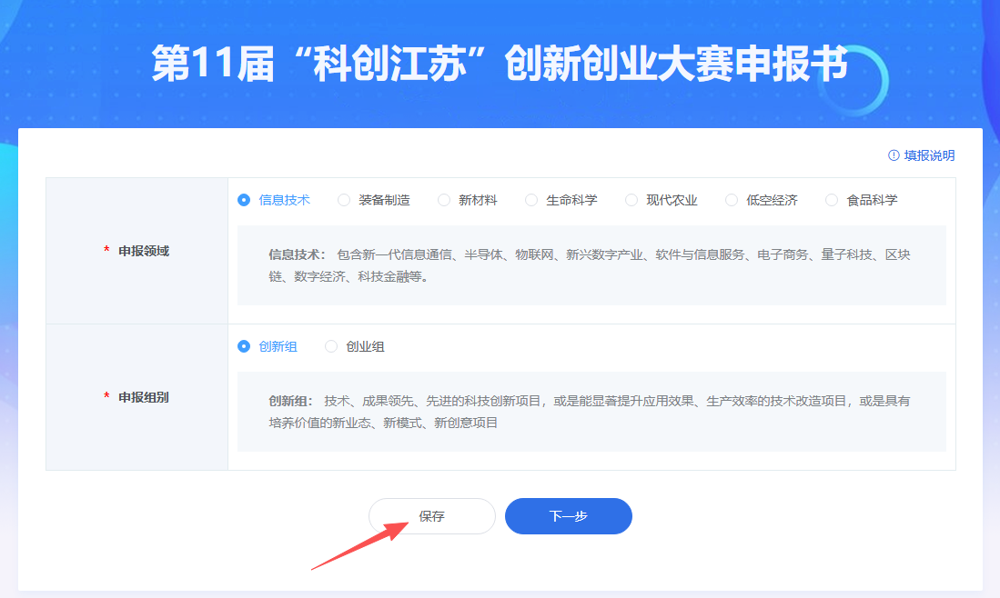 第11届“科创江苏”创新创业大赛申报书
填报说明
* 申报领域
信息技术 装备制造 新材料 生命科学 现代农业 低空经济 食品科学
信息技术： 包含新一代信息通信、半导体、物联网、新兴数字产业、软件与信息服务、电子商务、量子科技、区块
链、数字经济、科技金融等。
* 申报组别
创新组 创业组
创新组： 技术、成果领先、先进的科技创新项目，或是能显著提升应用效果、生产效率的技术改造项目，或是具有
培养价值的新业态、新模式、新创意项目
保存 下一步